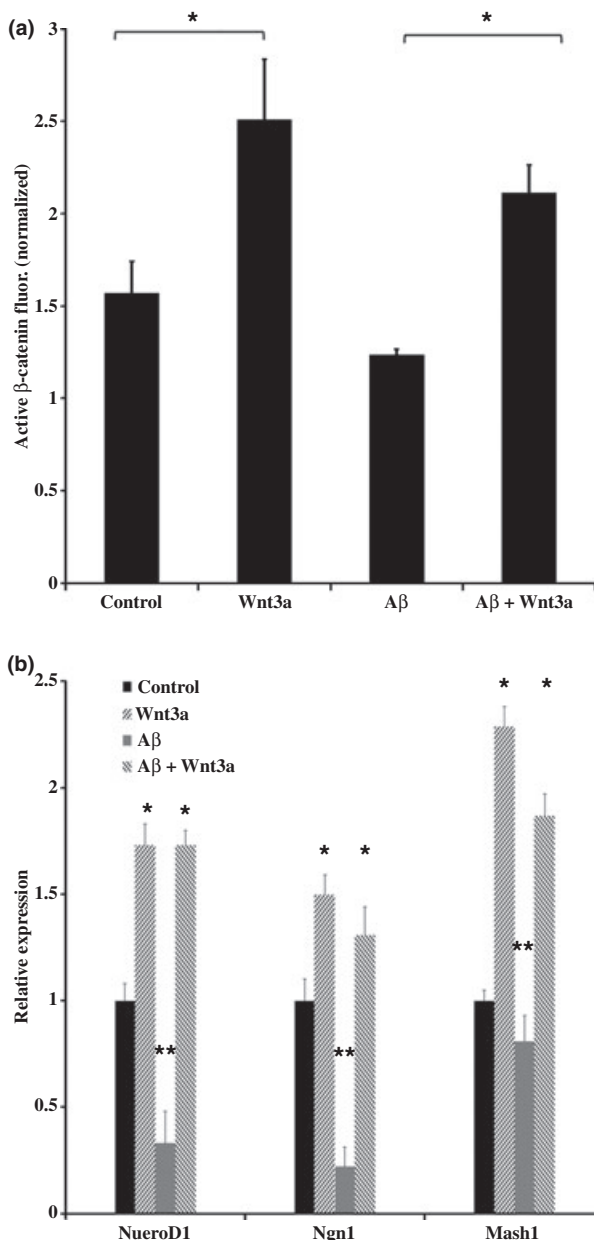 (a)
* *
3
2.5
2
1.5
1
0.5
0
Active β-catenin fluor. (normalized)
Control Wnt3a Aβ Aβ + Wnt3a
(b)
2.5
2
1.5
1
0.5
0
Relative expression
Control
Wnt3a
Aβ
Aβ + Wnt3a
* *
**
* *
**
* *
**
NueroD1 Ngn1 Mash1